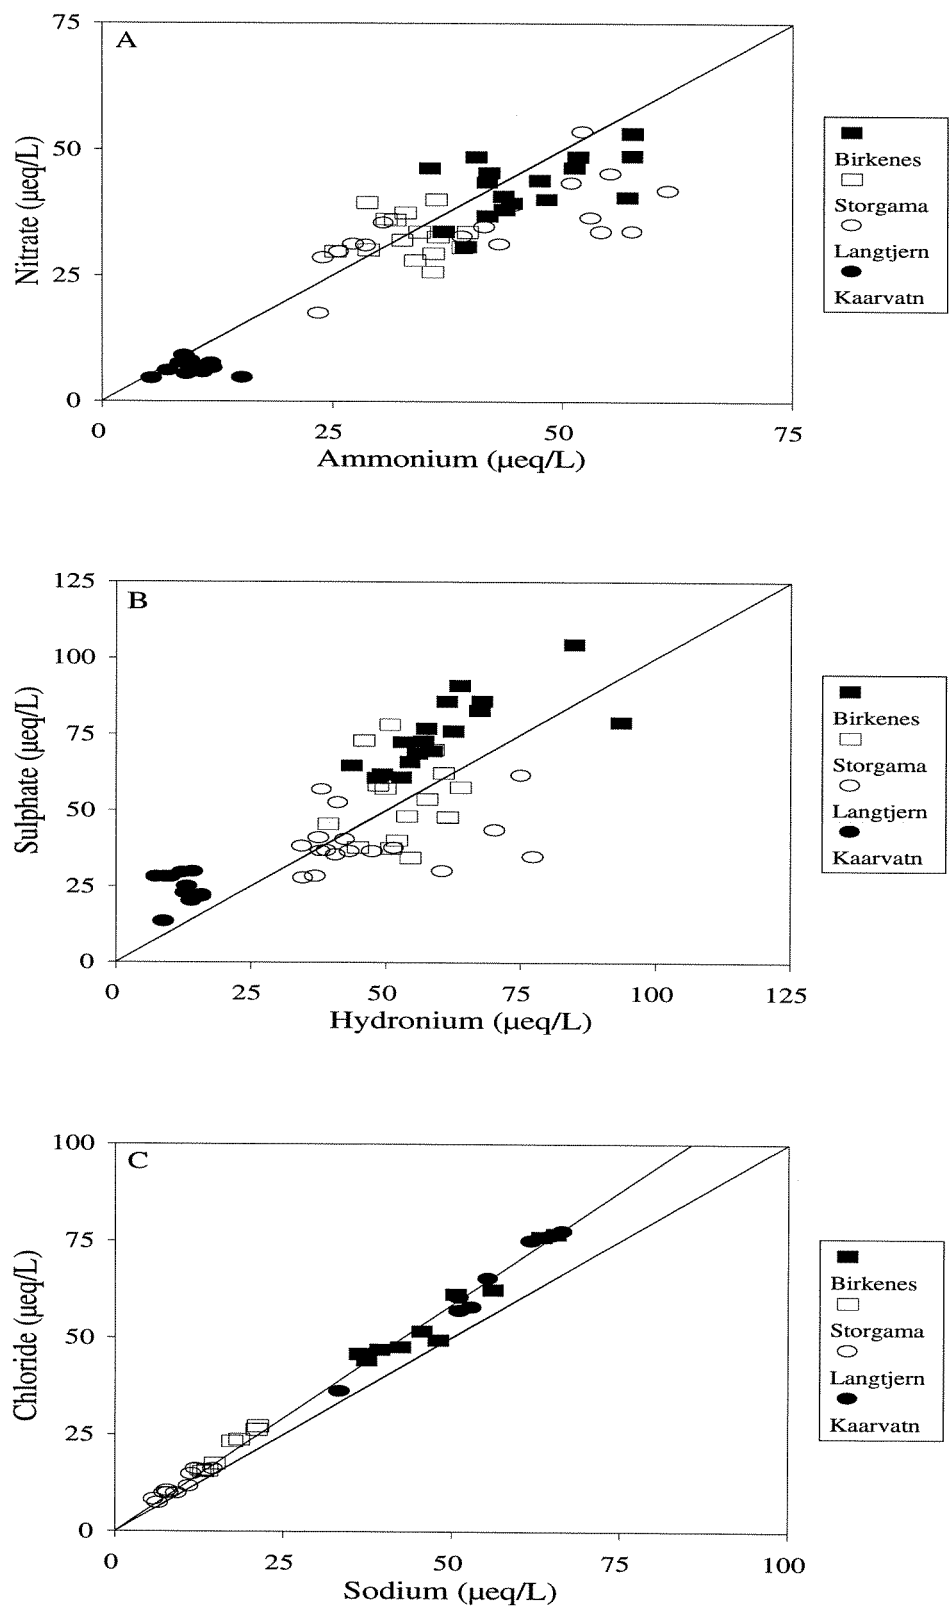 75
A
50
25
0
Nitrate (µeq/L)
0 25 50 75
Ammonium (µeq/L)
Birkenes
Storgama
Langtjern
Kaarvatn
125
B
100
75
50
25
0
Sulphate (µeq/L)
0 25 50 75 100 125
Hydronium (µeq/L)
Birkenes
Storgama
Langtjern
Kaarvatn
100
C
75
50
25
0
Chloride (µeq/L)
0 25 50 75 100
Sodium (µeq/L)
Birkenes
Storgama
Langtjern
Kaarvatn